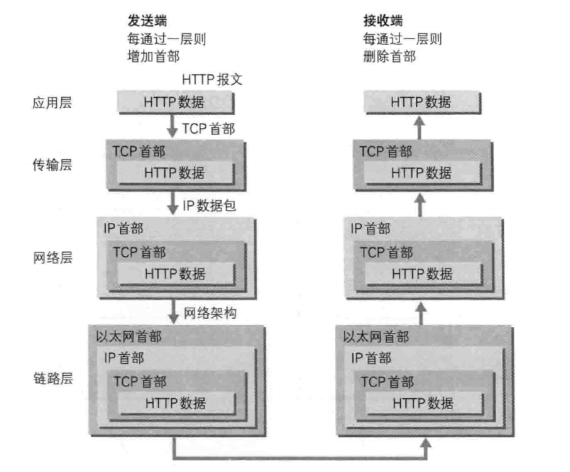 发送端
每通过一层则
增加首部
接收端
每通过一层则
删除首部
HTTP 报文
应用层
HTTP 数据
HTTP 数据
TCP 首部
传输层
TCP 首部
HTTP 数据
TCP 首部
HTTP 数据
IP 数据包
网络层
IP 首部
TCP 首部
HTTP 数据
IP 首部
TCP 首部
HTTP 数据
网络架构
链路层
以太网首部
IP 首部
TCP 首部
HTTP 数据
以太网首部
IP 首部
TCP 首部
HTTP 数据